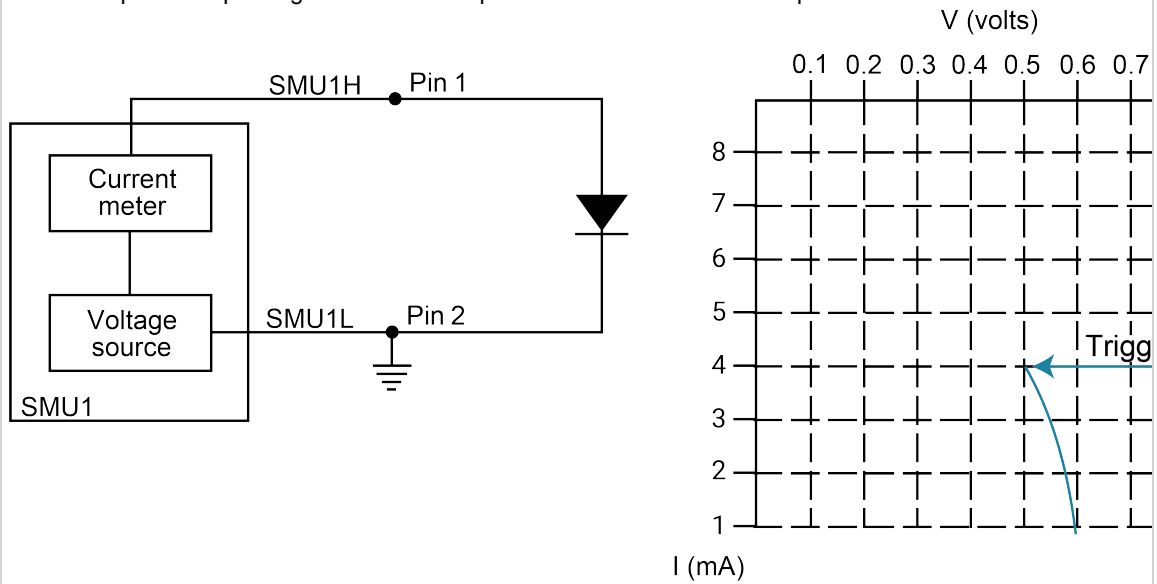 V (volts)
0.1 0.2 0.3 0.4 0.5 0.6 0.7
SMU1H
Pin 1
Current
meter
Voltage
source
SMU1L
Pin 2
SMU1
8
7
6
5
4
Trigg
3
2
1
I (mA)